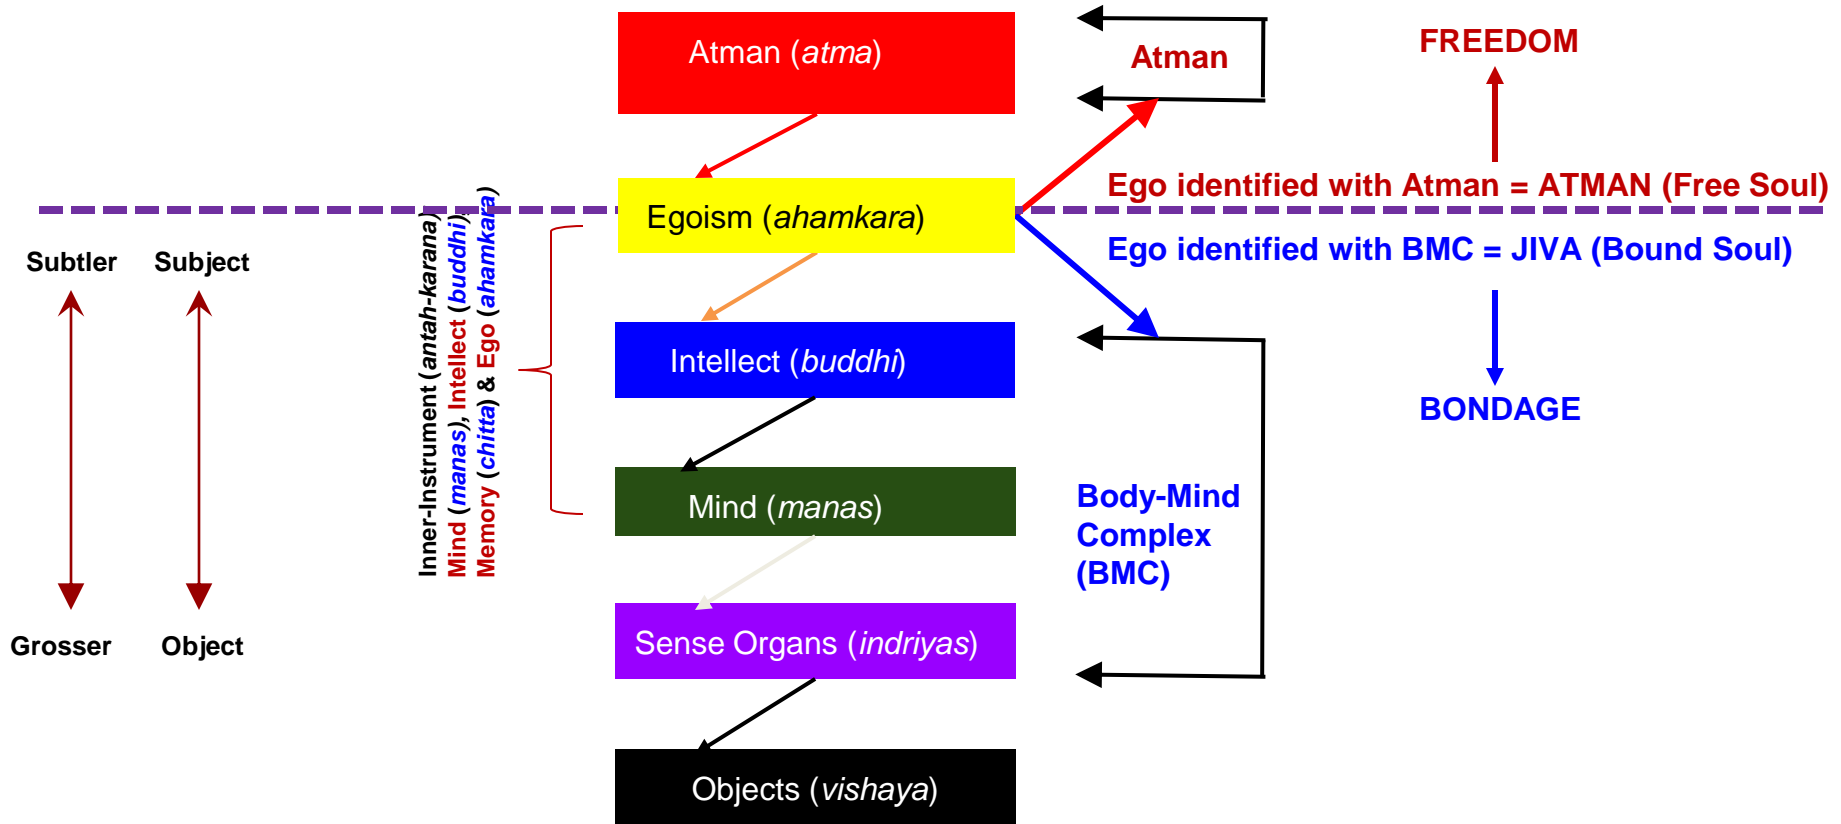 Atman (atma)
Atman
FREEDOM
Ego identified with Atman = ATMAN (Free Soul)
Egoism (ahamkara)
Ego identified with BMC = JIVA (Bound Soul)
Subtler
Subject
Inner-Instrument (antah-karana)
Mind (manas), Intellect (buddhi),
Memory (chitta) & Ego (ahamkara)
Intellect (buddhi)
BONDAGE
Mind (manas)
Body-Mind
Complex
(BMC)
Grosser
Object
Sense Organs (indriyas)
Objects (vishaya)